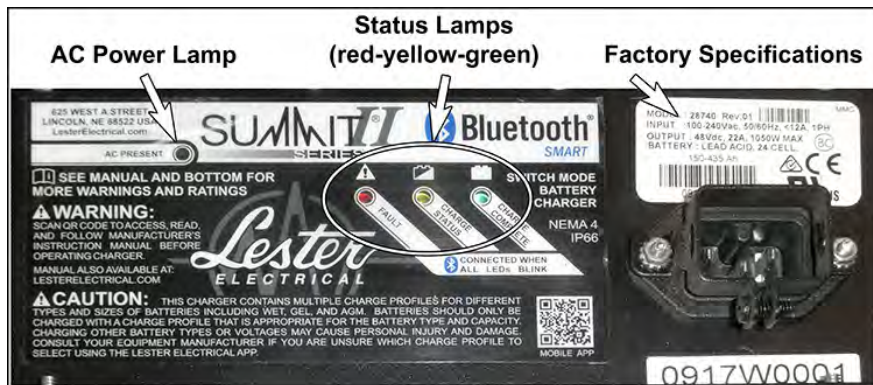 Status Lamps
(red-yellow-green)
AC Power Lamp
Factory Specifications
625 WEST A STREET
LINCOLN, NE 68522 USA
LesterElectrical.com
AC PRESENT
SUMMIT II®
SERIES
Bluetooth®
SMART
SEE MANUAL AND BOTTOM FOR
MORE WARNINGS AND RATINGS
WARNING:
SCAN QR CODE TO ACCESS, READ,
AND FOLLOW MANUFACTURER'S
INSTRUCTION MANUAL BEFORE
OPERATING CHARGER.
MANUAL ALSO AVAILABLE AT:
LESTERELECTRICAL.COM
Lester
ELECTRICAL
FAULT
CHARGE
STATUS
CHARGE
COMPLETE
SWITCH MODE
BATTERY
CHARGER
NEMA 4
IP66
CONNECTED WHEN
ALL LEDs BLINK
CAUTION: THIS CHARGER CONTAINS MULTIPLE CHARGE PROFILES FOR DIFFERENT
TYPES AND SIZES OF BATTERIES INCLUDING WET, GEL, AND AGM. BATTERIES SHOULD ONLY BE
CHARGED WITH A CHARGE PROFILE THAT IS APPROPRIATE FOR THE BATTERY TYPE AND CAPACITY.
CHARGING OTHER BATTERY TYPES OR VOLTAGES MAY CAUSE PERSONAL INJURY AND DAMAGE.
CONSULT YOUR EQUIPMENT MANUFACTURER IF YOU ARE UNSURE WHICH CHARGE PROFILE TO
SELECT USING THE LESTER ELECTRICAL APP.
MOBILE APP
MODEL: 28740 Rev.01
INPUT: 100-240Vac, 50/60Hz, <12A, 1PH
OUTPUT: 48Vdc, 22A, 1050W MAX
BATTERY: LEAD ACID, 24 CELL,
150-435 Ah
BC
0917W0001